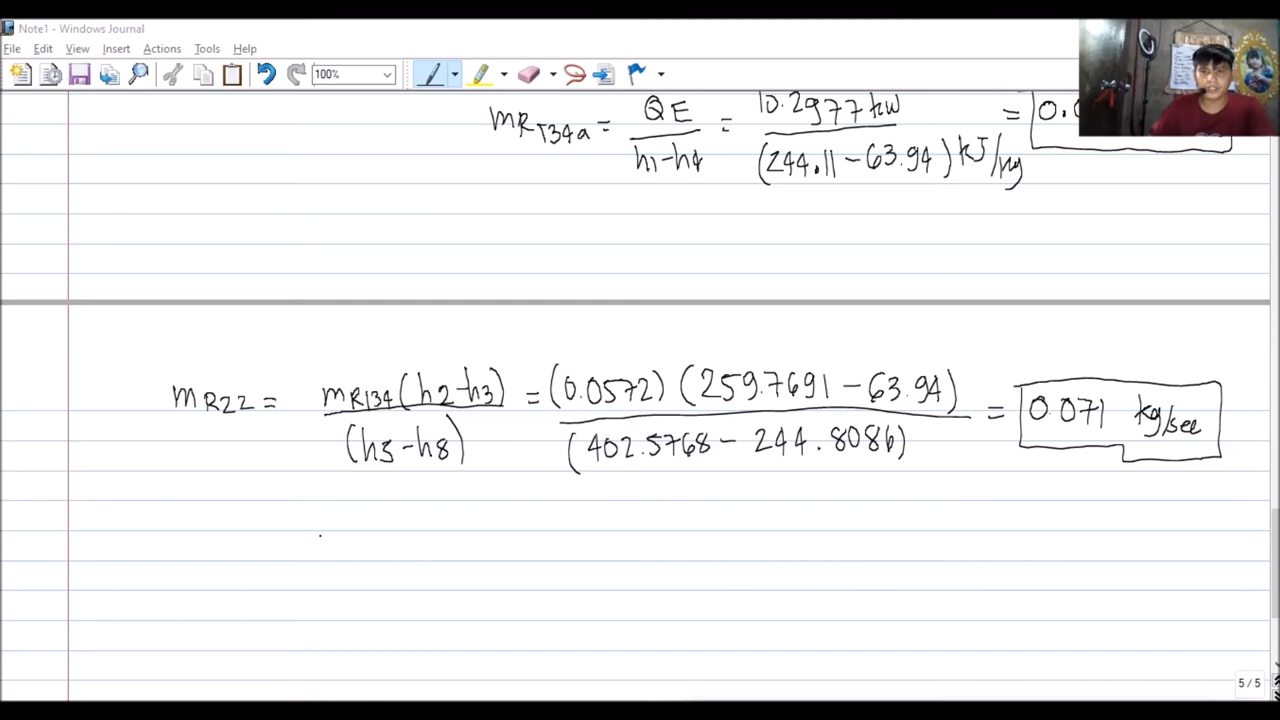 Note1 - Windows Journal
File Edit View Insert Actions Tools Help
100%
mR134a = QE / h1-h4 = 10.2977 kW / (244.11 - 63.94) kJ/kg = 0.0
mR22 = mR134(h2-h3) / (h5-h8) = (0.0572) (259.7691 - 63.94) / (402.5768 - 244.8086) = 0.071 kg/sec
5 / 5